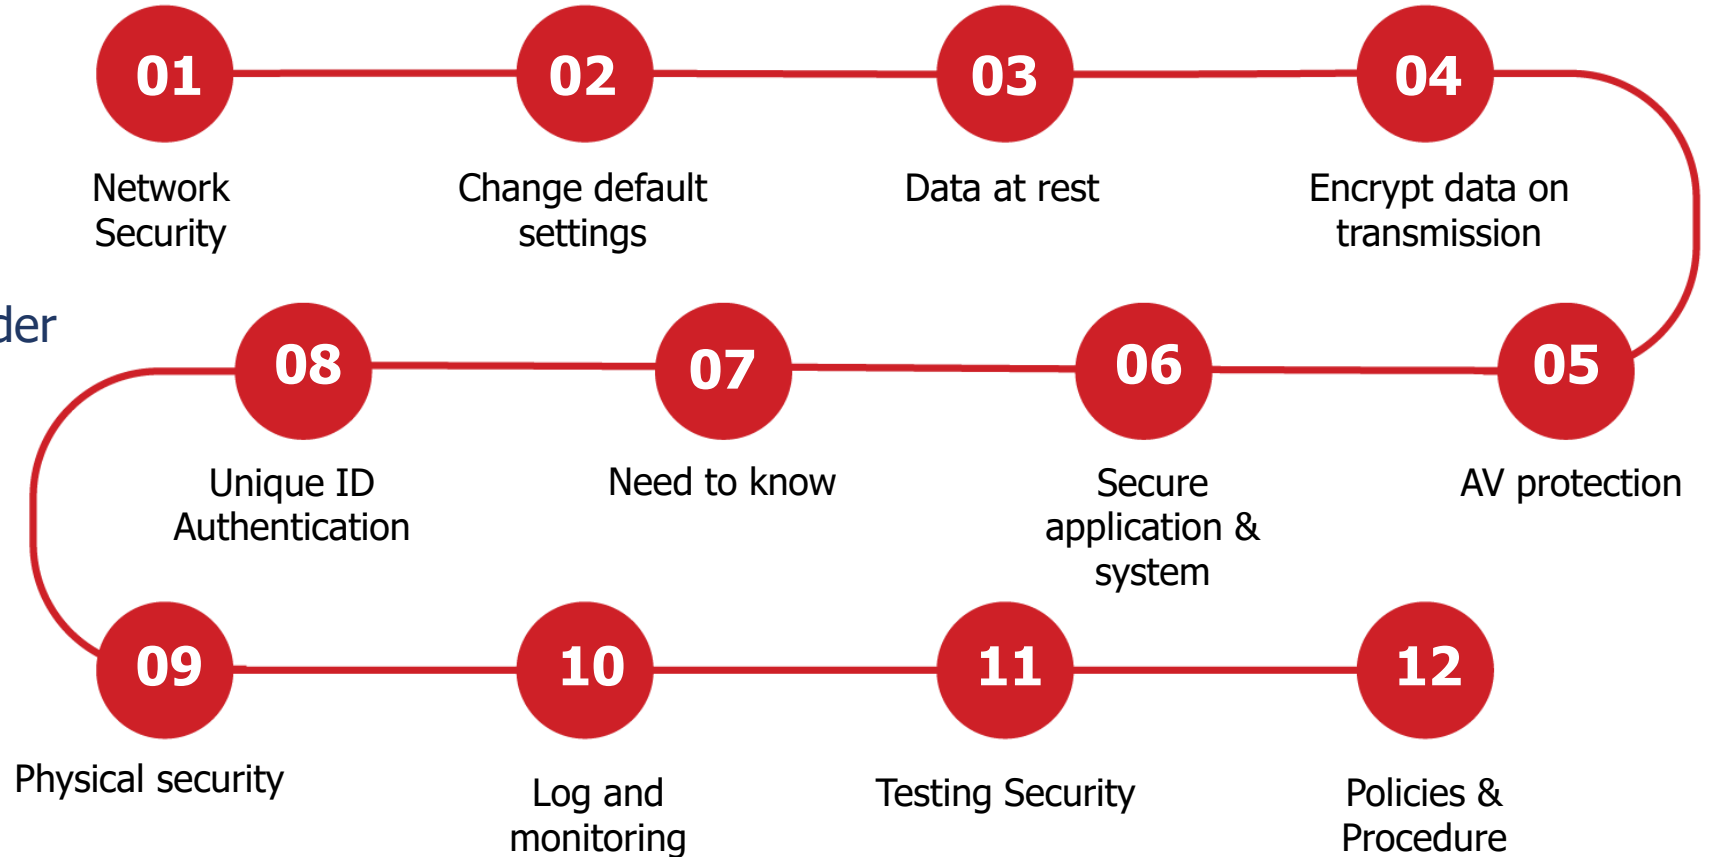 01
02
03
04
Network
Security
Change default
settings
Data at rest
Encrypt data on
transmission
der
08
07
06
05
Unique ID
Authentication
Need to know
Secure
application &
system
AV protection
09
10
11
12
Physical security
Log and
monitoring
Testing Security
Policies &
Procedure